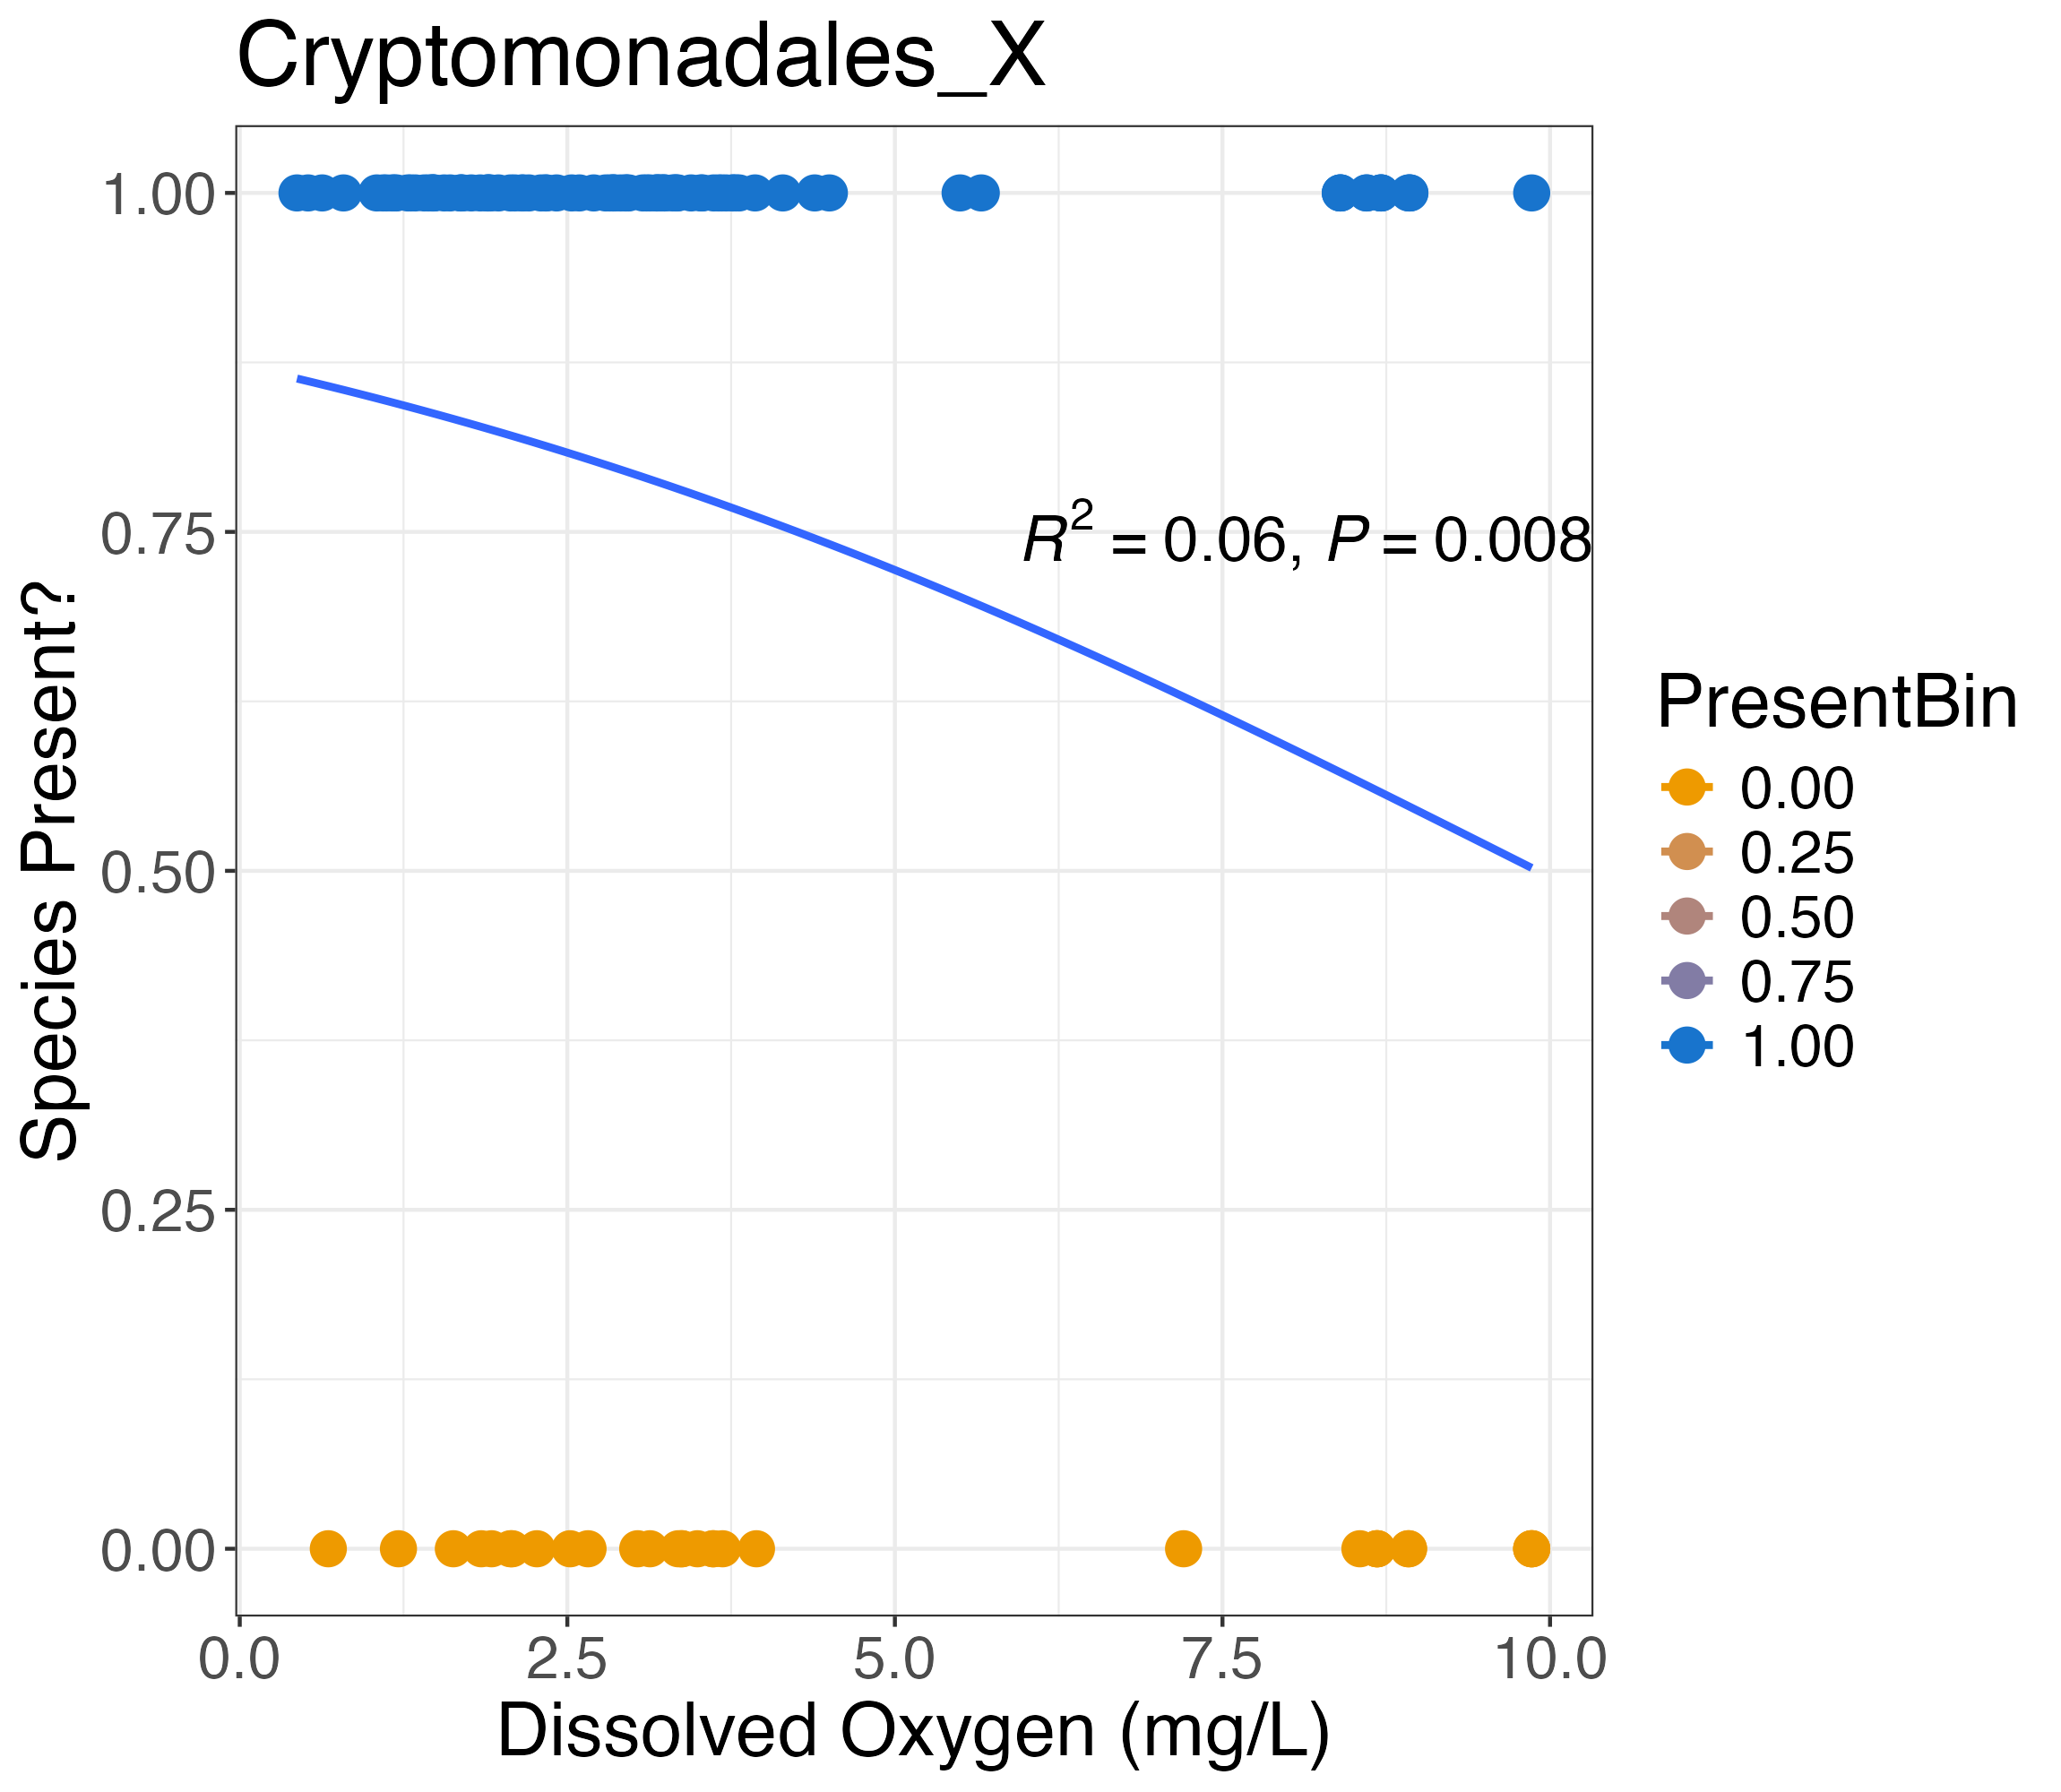 Cryptomonadales_X
1.00
0.75
0.50
0.25
0.00
Species Present?
R² = 0.06, P = 0.008
0.0 2.5 5.0 7.5 10.0
Dissolved Oxygen (mg/L)
PresentBin
0.00
0.25
0.50
0.75
1.00